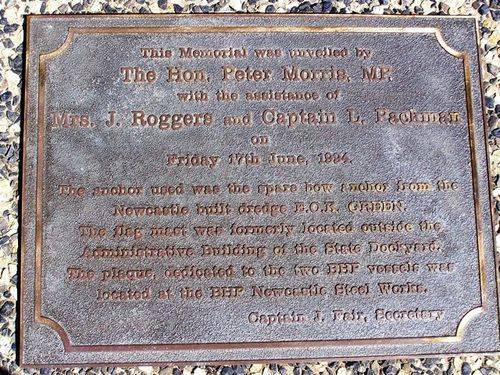 This Memorial was unveiled by
The Hon. Peter Morris, MP.
with the assistance of
Mrs. J. Roggers and Captain L. Packman
on
Friday 17th June, 1994.
The anchor used was the spare bow anchor from the
Newcastle built dredge E.O.K. GREEN.
The flag mast was formerly located outside the
Administrative Building of the State Dockyard.
The plaque, dedicated to the two BHP vessels was
located at the BHP Newcastle Steel Works.
Captain J. Fair, Secretary